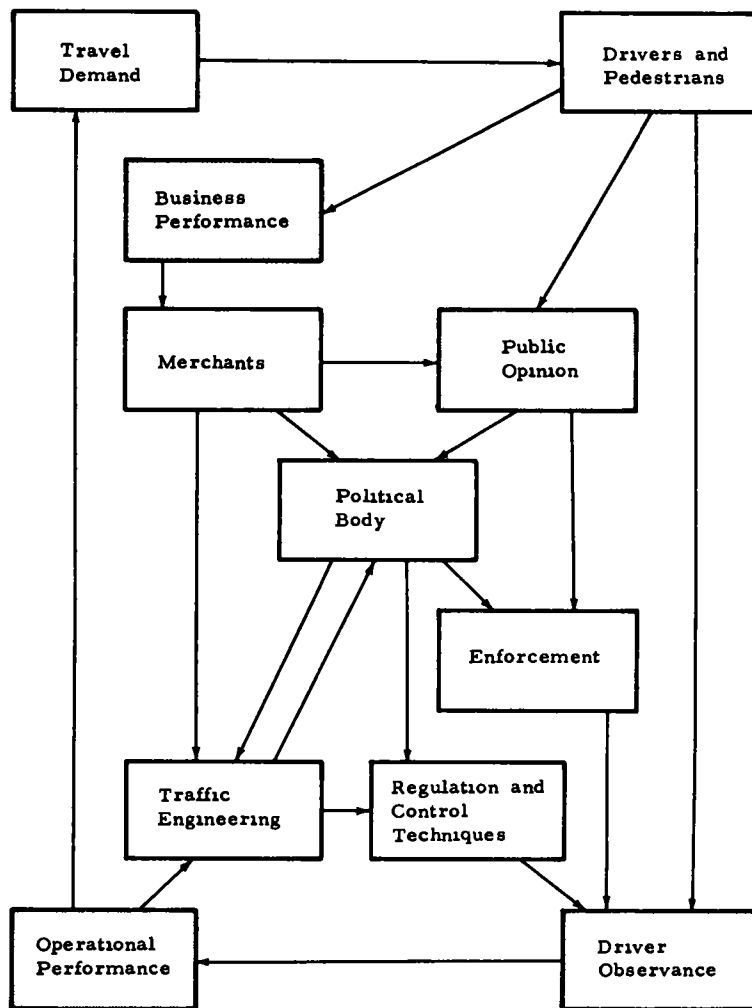 Travel
Demand
Drivers and
Pedestrians
Business
Performance
Merchants
Public
Opinion
Political
Body
Enforcement
Traffic
Engineering
Regulation and
Control
Techniques
Operational
Performance
Driver
Observance